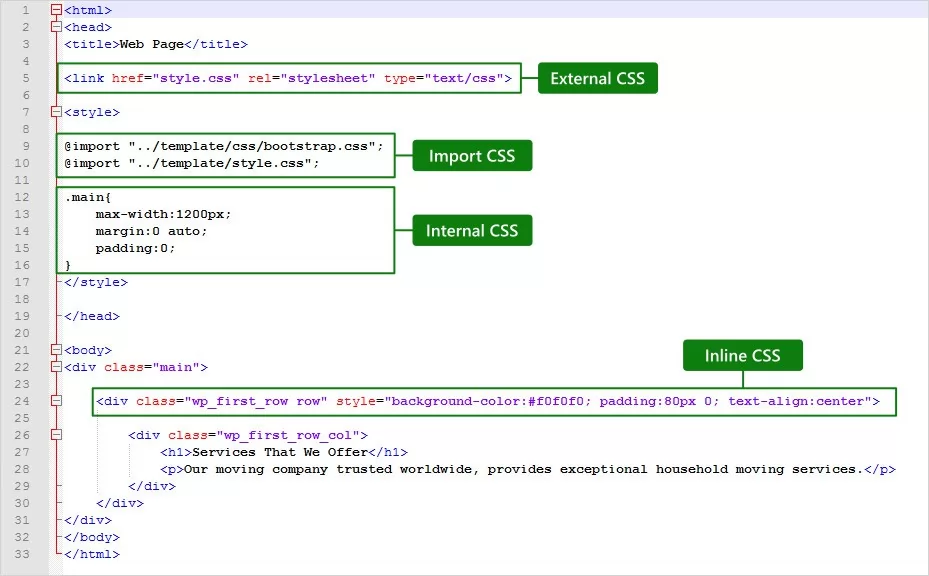 1 <html>
2 <head>
3 <title>Web Page</title>
4
5 <link href="style.css" rel="stylesheet" type="text/css"> External CSS
6
7 <style>
8
9 @import "../template/css/bootstrap.css";
Import CSS
10 @import "../template/style.css";
11
12 .main{
13 max-width:1200px;
14 margin:0 auto; Internal CSS
15 padding:0;
16 }
17 </style>
18
19 </head>
20
21 <body>
Inline CSS
22 <div class="main">
23
24 <div class="wp_first_row row" style="background-color:#f0f0f0; padding:80px 0; text-align:center">
25
26 <div class="wp_first_row_col">
27 <h1>Services That We Offer</h1>
28 <p>Our moving company trusted worldwide, provides exceptional household moving services.</p>
29 </div>
30 </div>
31 </div>
32 </body>
33 </html>